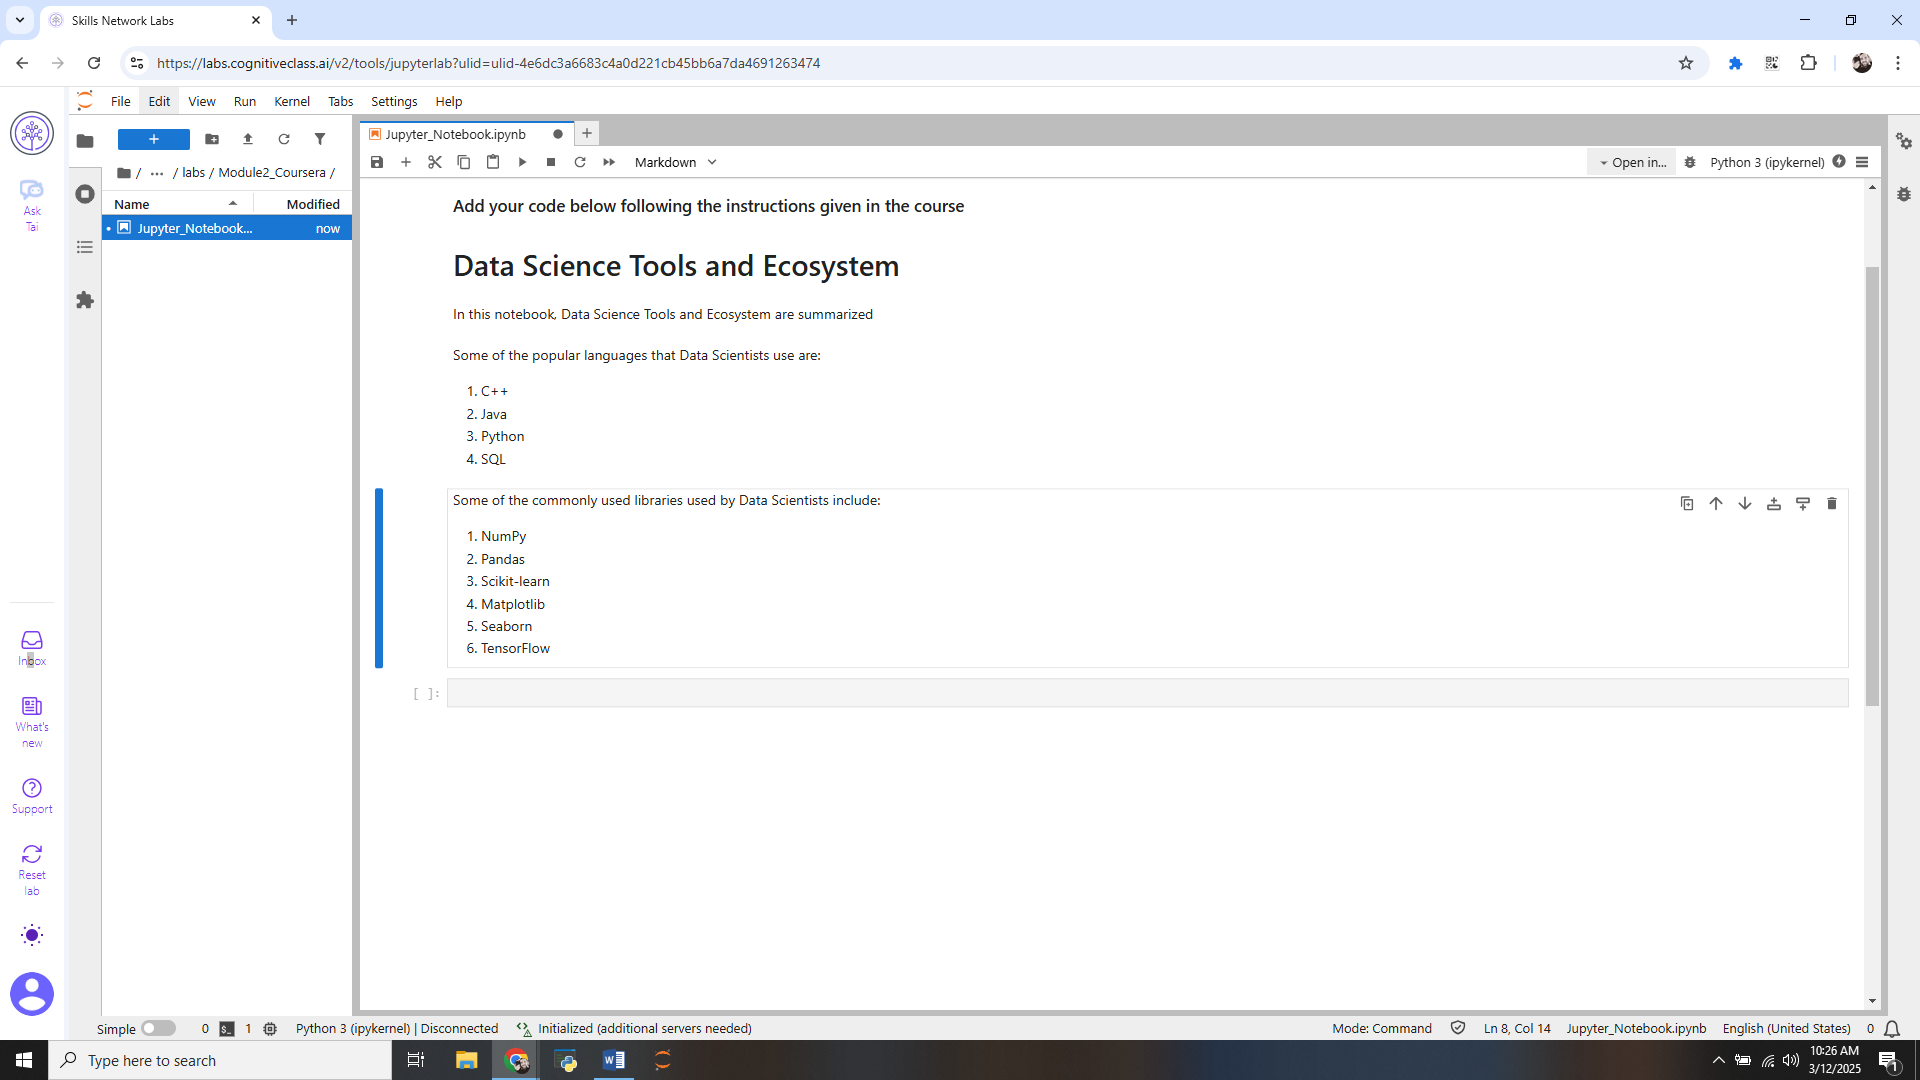 Skills Network Labs
https://labs.cognitiveclass.ai/v2/tools/jupyterlab?ulid=ulid-4e6dc3a6683c4a0d221cb45bb6a7da4691263474
File Edit View Run Kernel Tabs Settings Help
Jupyter_Notebook.ipynb
Markdown
Open in...
Python 3 (ipykernel)
/ ··· / labs / Module2_Coursera /
Name Modified
Jupyter_Notebook... now
Ask
Tai
Inbox
What's
new
Support
Reset
lab
Add your code below following the instructions given in the course
Data Science Tools and Ecosystem
In this notebook, Data Science Tools and Ecosystem are summarized
Some of the popular languages that Data Scientists use are:
1. C++
2. Java
3. Python
4. SQL
Some of the commonly used libraries used by Data Scientists include:
1. NumPy
2. Pandas
3. Scikit-learn
4. Matplotlib
5. Seaborn
6. TensorFlow
[ ]:
Simple 0 $_ 1 Python 3 (ipykernel) | Disconnected Initialized (additional servers needed) Mode: Command Ln 8, Col 14 Jupyter_Notebook.ipynb English (United States) 0
Type here to search
10:26 AM
3/12/2025
1